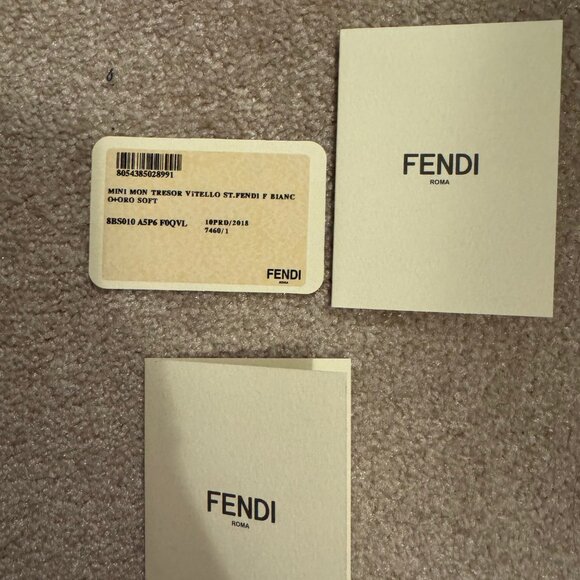 8054385028991
MINI MON TRESOR ViTELLO ST.FENDI F BIANC
O+ORO SOFT
8BS010 A5P6 F0QVL 10PRD/2018
7460/1
FENDI
ROMA
FENDI
ROMA
FENDI
ROMA